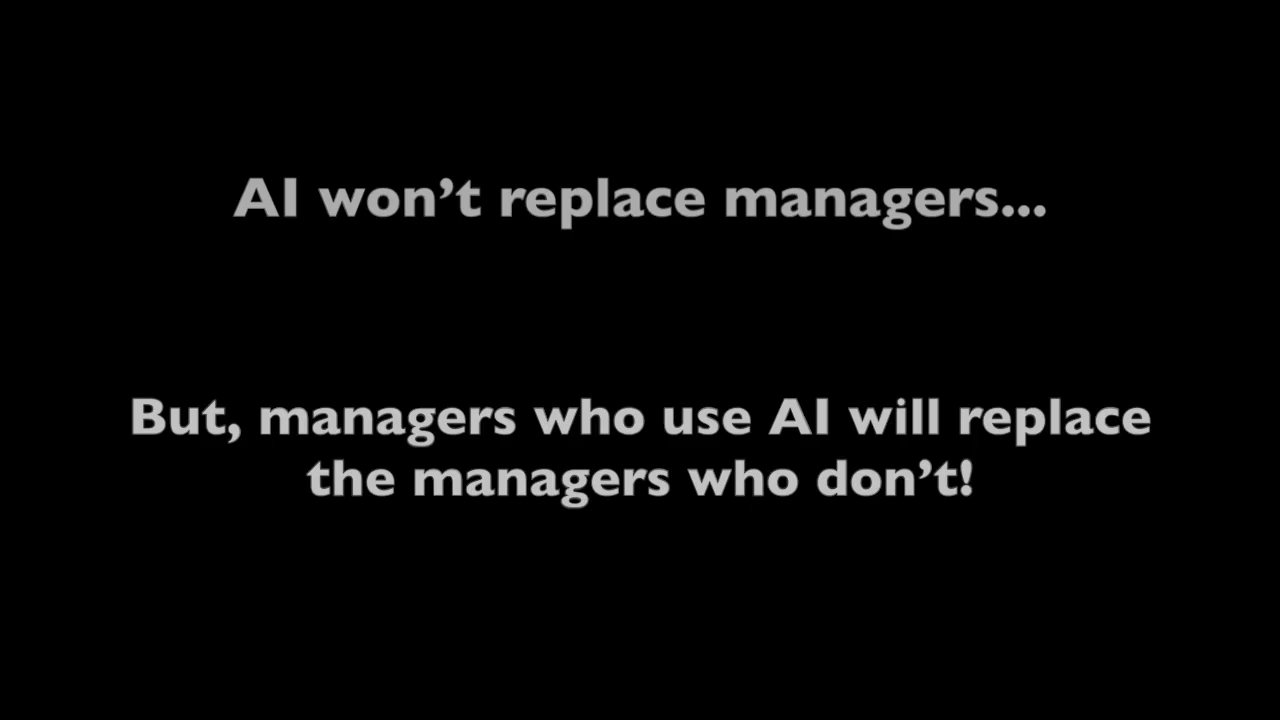 AI won’t replace managers...
But, managers who use AI will replace
the managers who don’t!